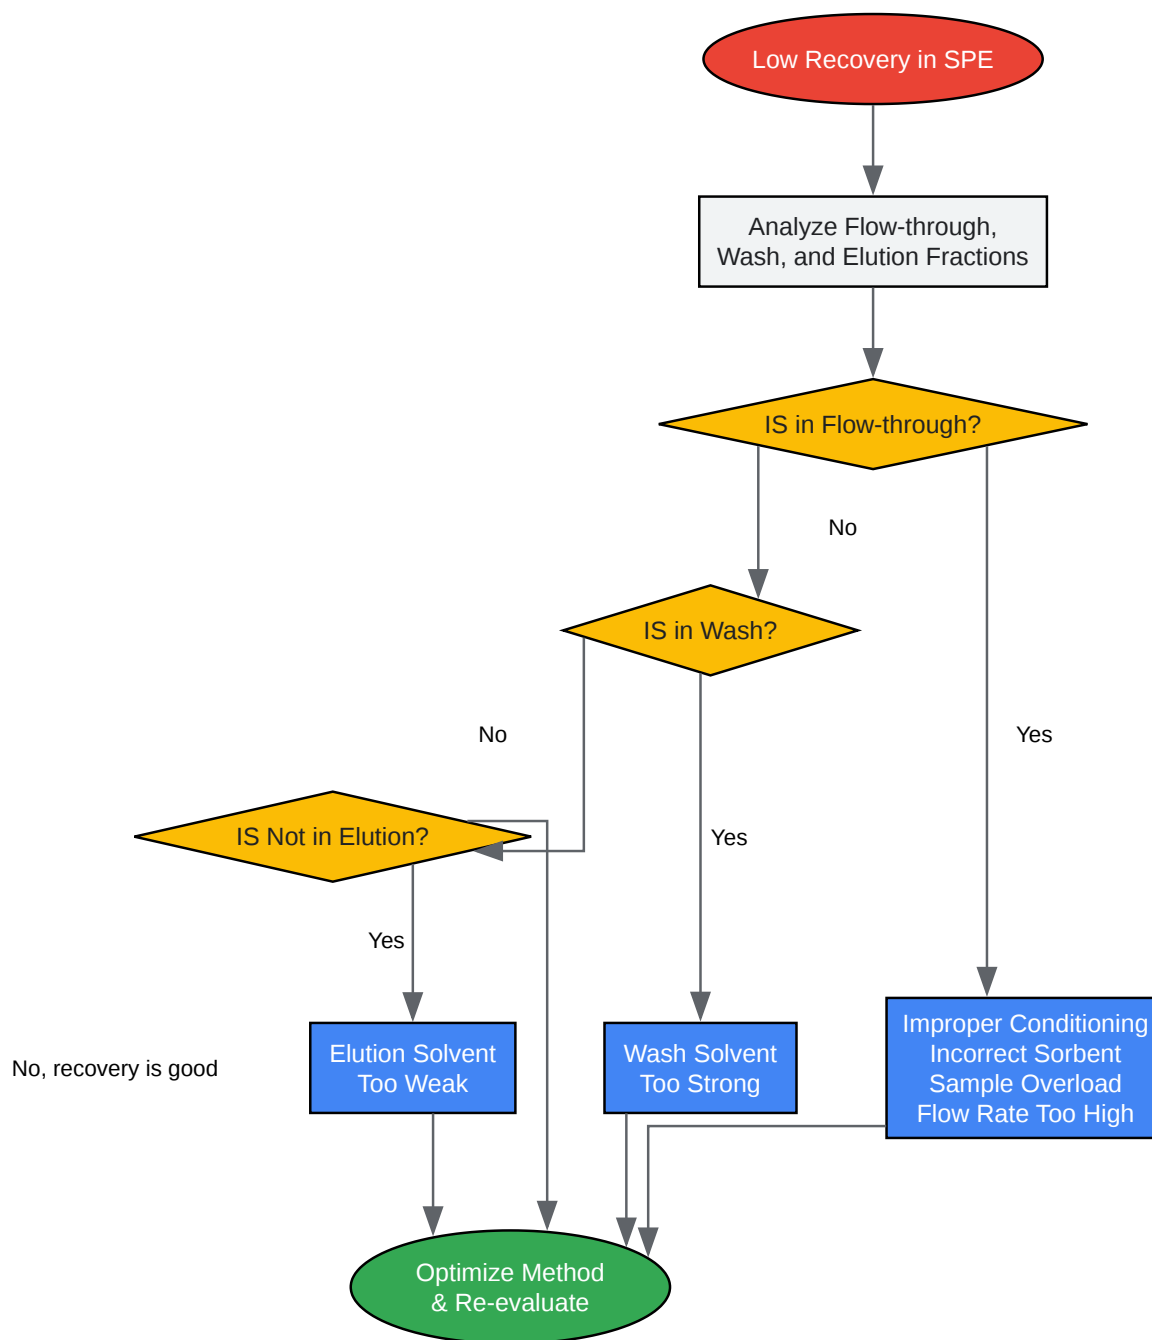 Low Recovery in SPE
Analyze Flow-through,
Wash, and Elution Fractions
IS in Flow-through?
No
IS in Wash?
No
Yes
IS Not in Elution?
Yes
Yes
No, recovery is good
Elution Solvent
Too Weak
Wash Solvent
Too Strong
Improper Conditioning
Incorrect Sorbent
Sample Overload
Flow Rate Too High
Optimize Method
& Re-evaluate